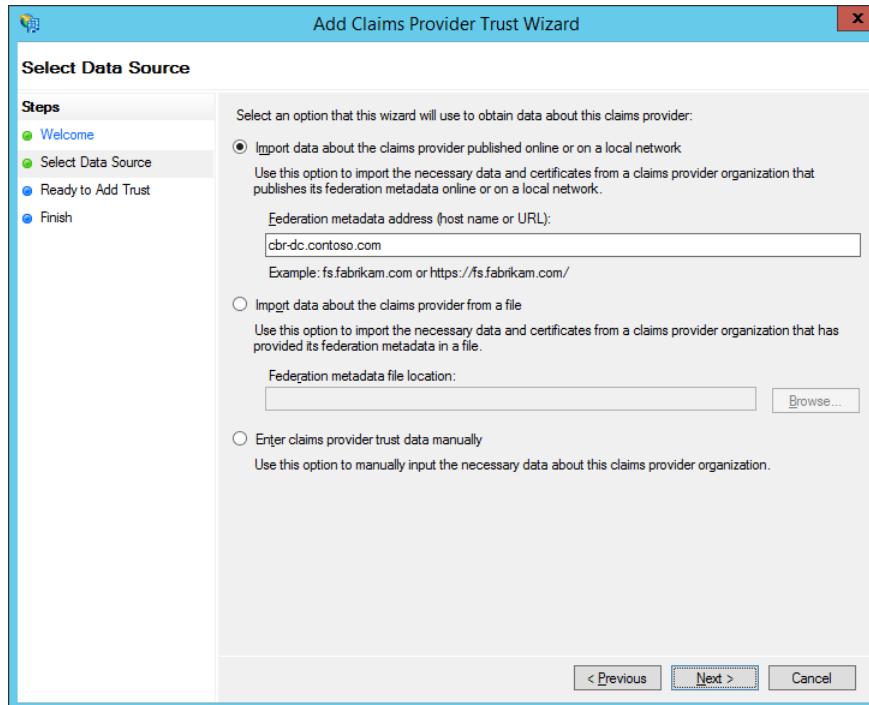 Add Claims Provider Trust Wizard
x
Select Data Source
Steps
Welcome
Select Data Source
Ready to Add Trust
Finish
Select an option that this wizard will use to obtain data about this claims provider:
Import data about the claims provider published online or on a local network
Use this option to import the necessary data and certificates from a claims provider organization that
publishes its federation metadata online or on a local network.
Federation metadata address (host name or URL):
cbr-dc.contoso.com
Example: fs.fabrikam.com or https://fs.fabrikam.com/
Import data about the claims provider from a file
Use this option to import the necessary data and certificates from a claims provider organization that has
provided its federation metadata in a file.
Federation metadata file location:
Browse...
Enter claims provider trust data manually
Use this option to manually input the necessary data about this claims provider organization.
< Previous
Next >
Cancel